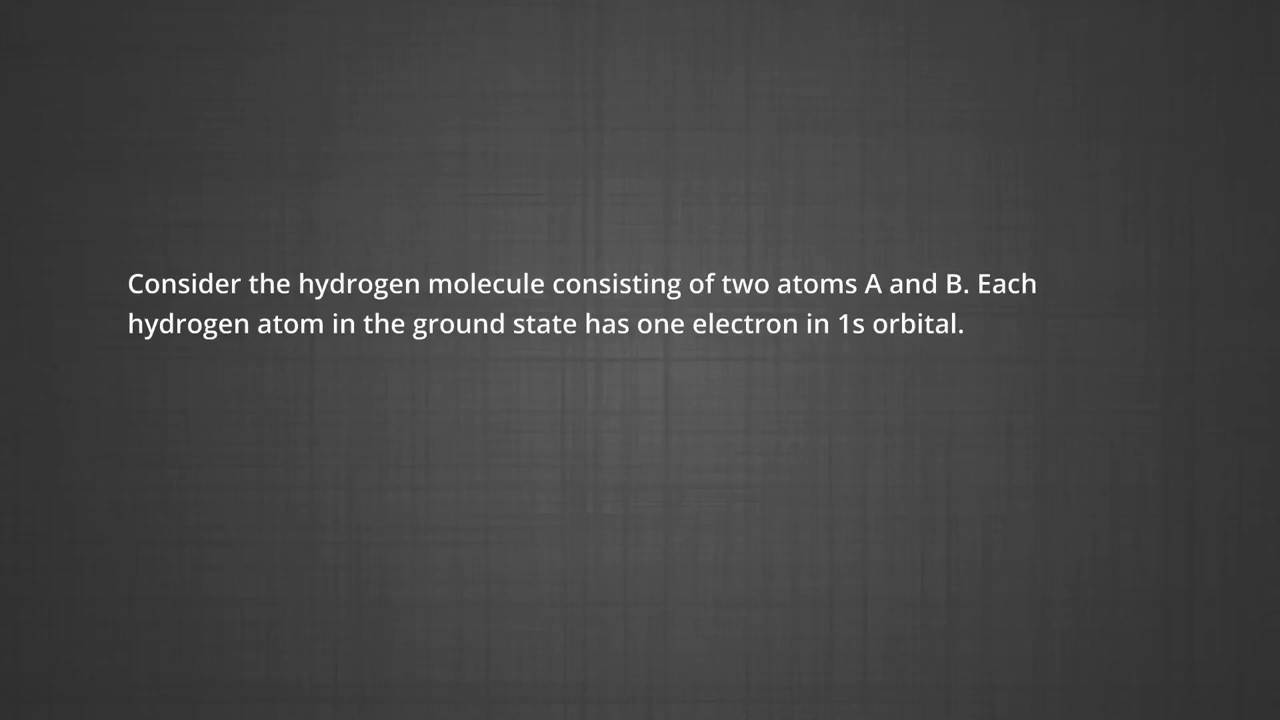 Consider the hydrogen molecule consisting of two atoms A and B. Each
hydrogen atom in the ground state has one electron in 1s orbital.